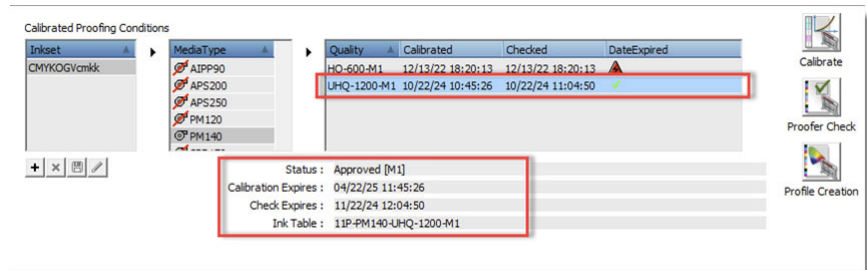 Calibrated Proofing Conditions
Inkset
CMYKOGVcmkk
MediaType
AIPP90
APS200
APS250
PM120
PM140
Quality Calibrated Checked DateExpired
HO-600-M1 12/13/22 18:20:13 12/13/22 18:20:13
UHQ-1200-M1 10/22/24 10:45:26 10/22/24 11:04:50
Status : Approved [M1]
Calibration Expires : 04/22/25 11:45:26
Check Expires : 11/22/24 12:04:50
Ink Table : 11P-PM140-UHQ-1200-M1
Calibrate
Proofer Check
Profile Creation